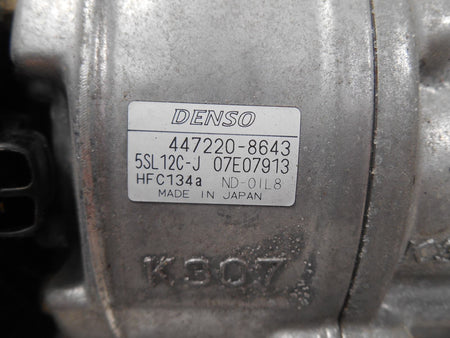 DENSO
447220-8643
5SL12C-J 07E07913
HFC134a ND-OIL8
MADE IN JAPAN
K307